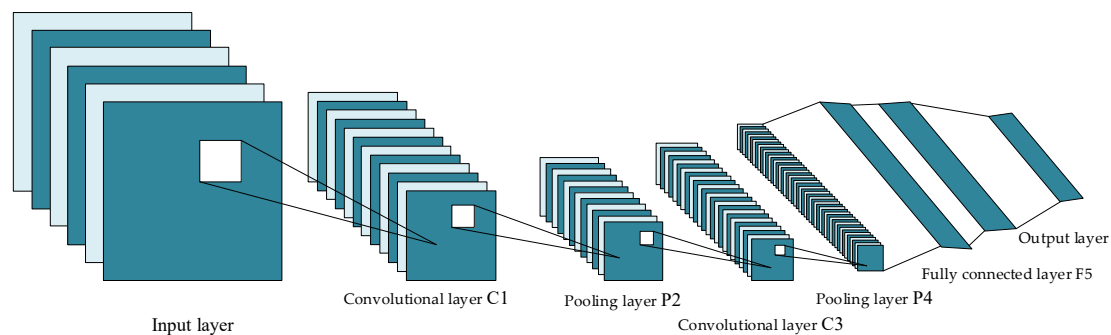 Input layer
Convolutional layer C1
Pooling layer P2
Convolutional layer C3
Pooling layer P4
Fully connected layer F5
Output layer